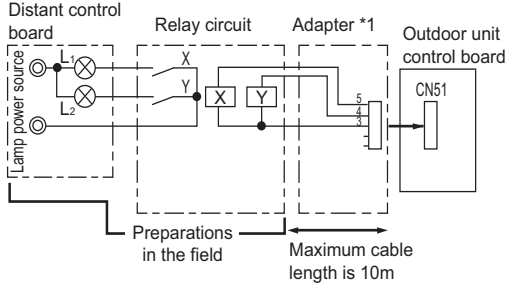 Distant control
board
Relay circuit
Adapter *1
Outdoor unit
control board
Lamp power source
L1
L2
X
Y
X
Y
5
4
3
CN51
Preparations
in the field
Maximum cable
length is 10m